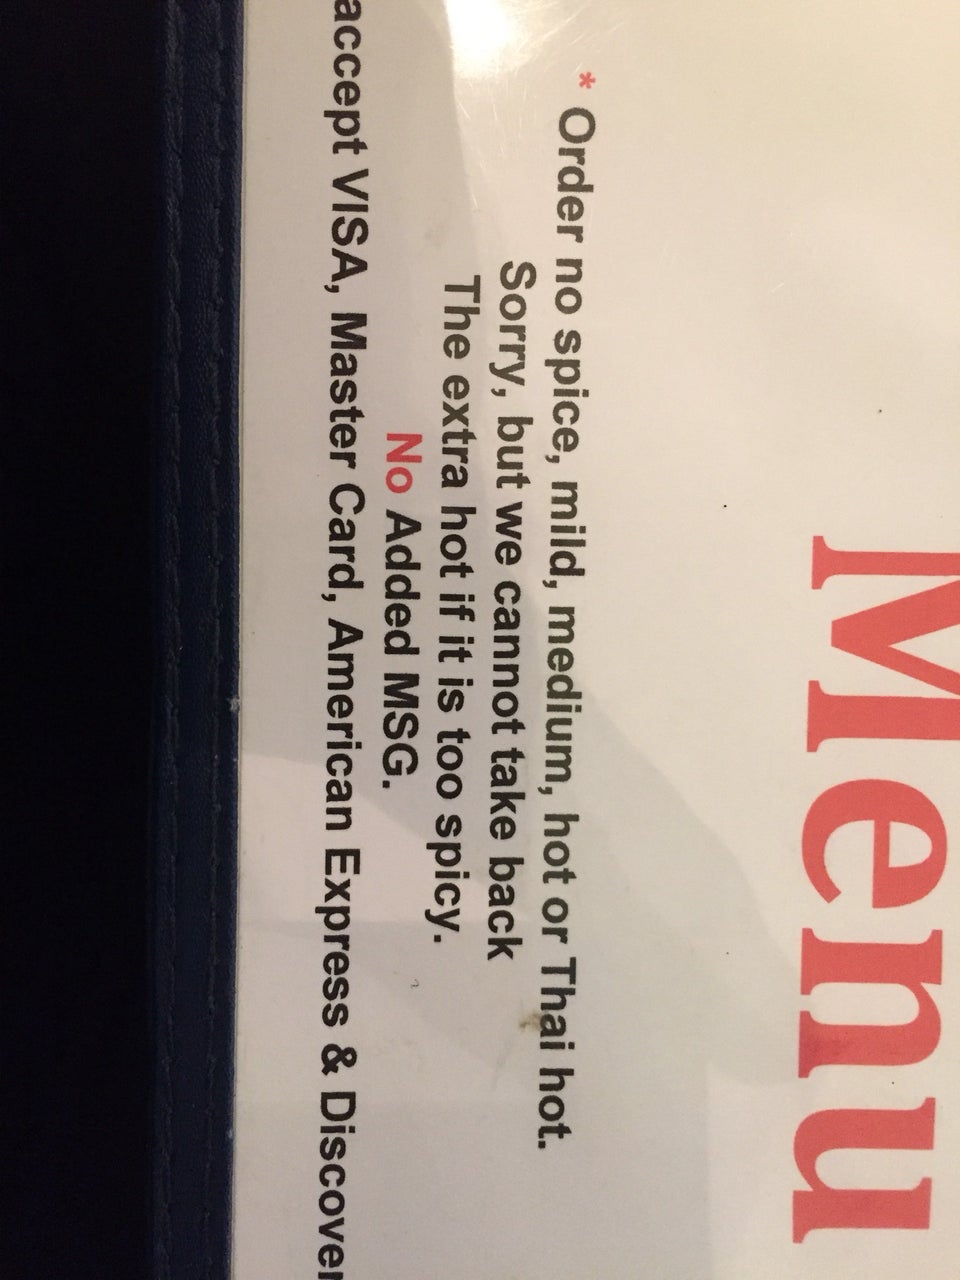 Menu
* Order no spice, mild, medium, hot or Thai hot.
Sorry, but we cannot take back
The extra hot if it is too spicy.
No Added MSG.
accept VISA, Master Card, American Express & Discover